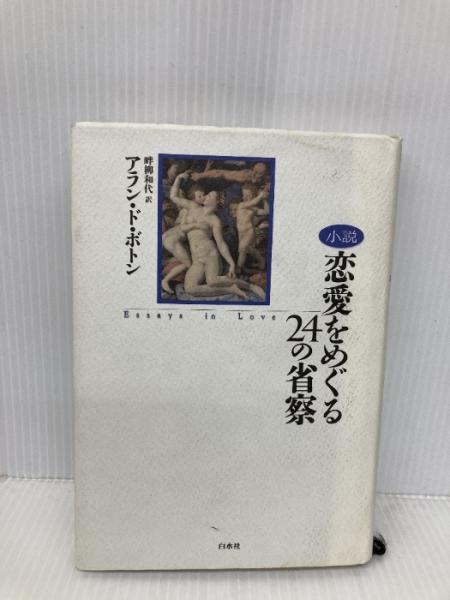 小説
恋愛をめぐる
24の省察
アラン・ド・ボトン
畔柳和代 訳
Essays in Love
白水社